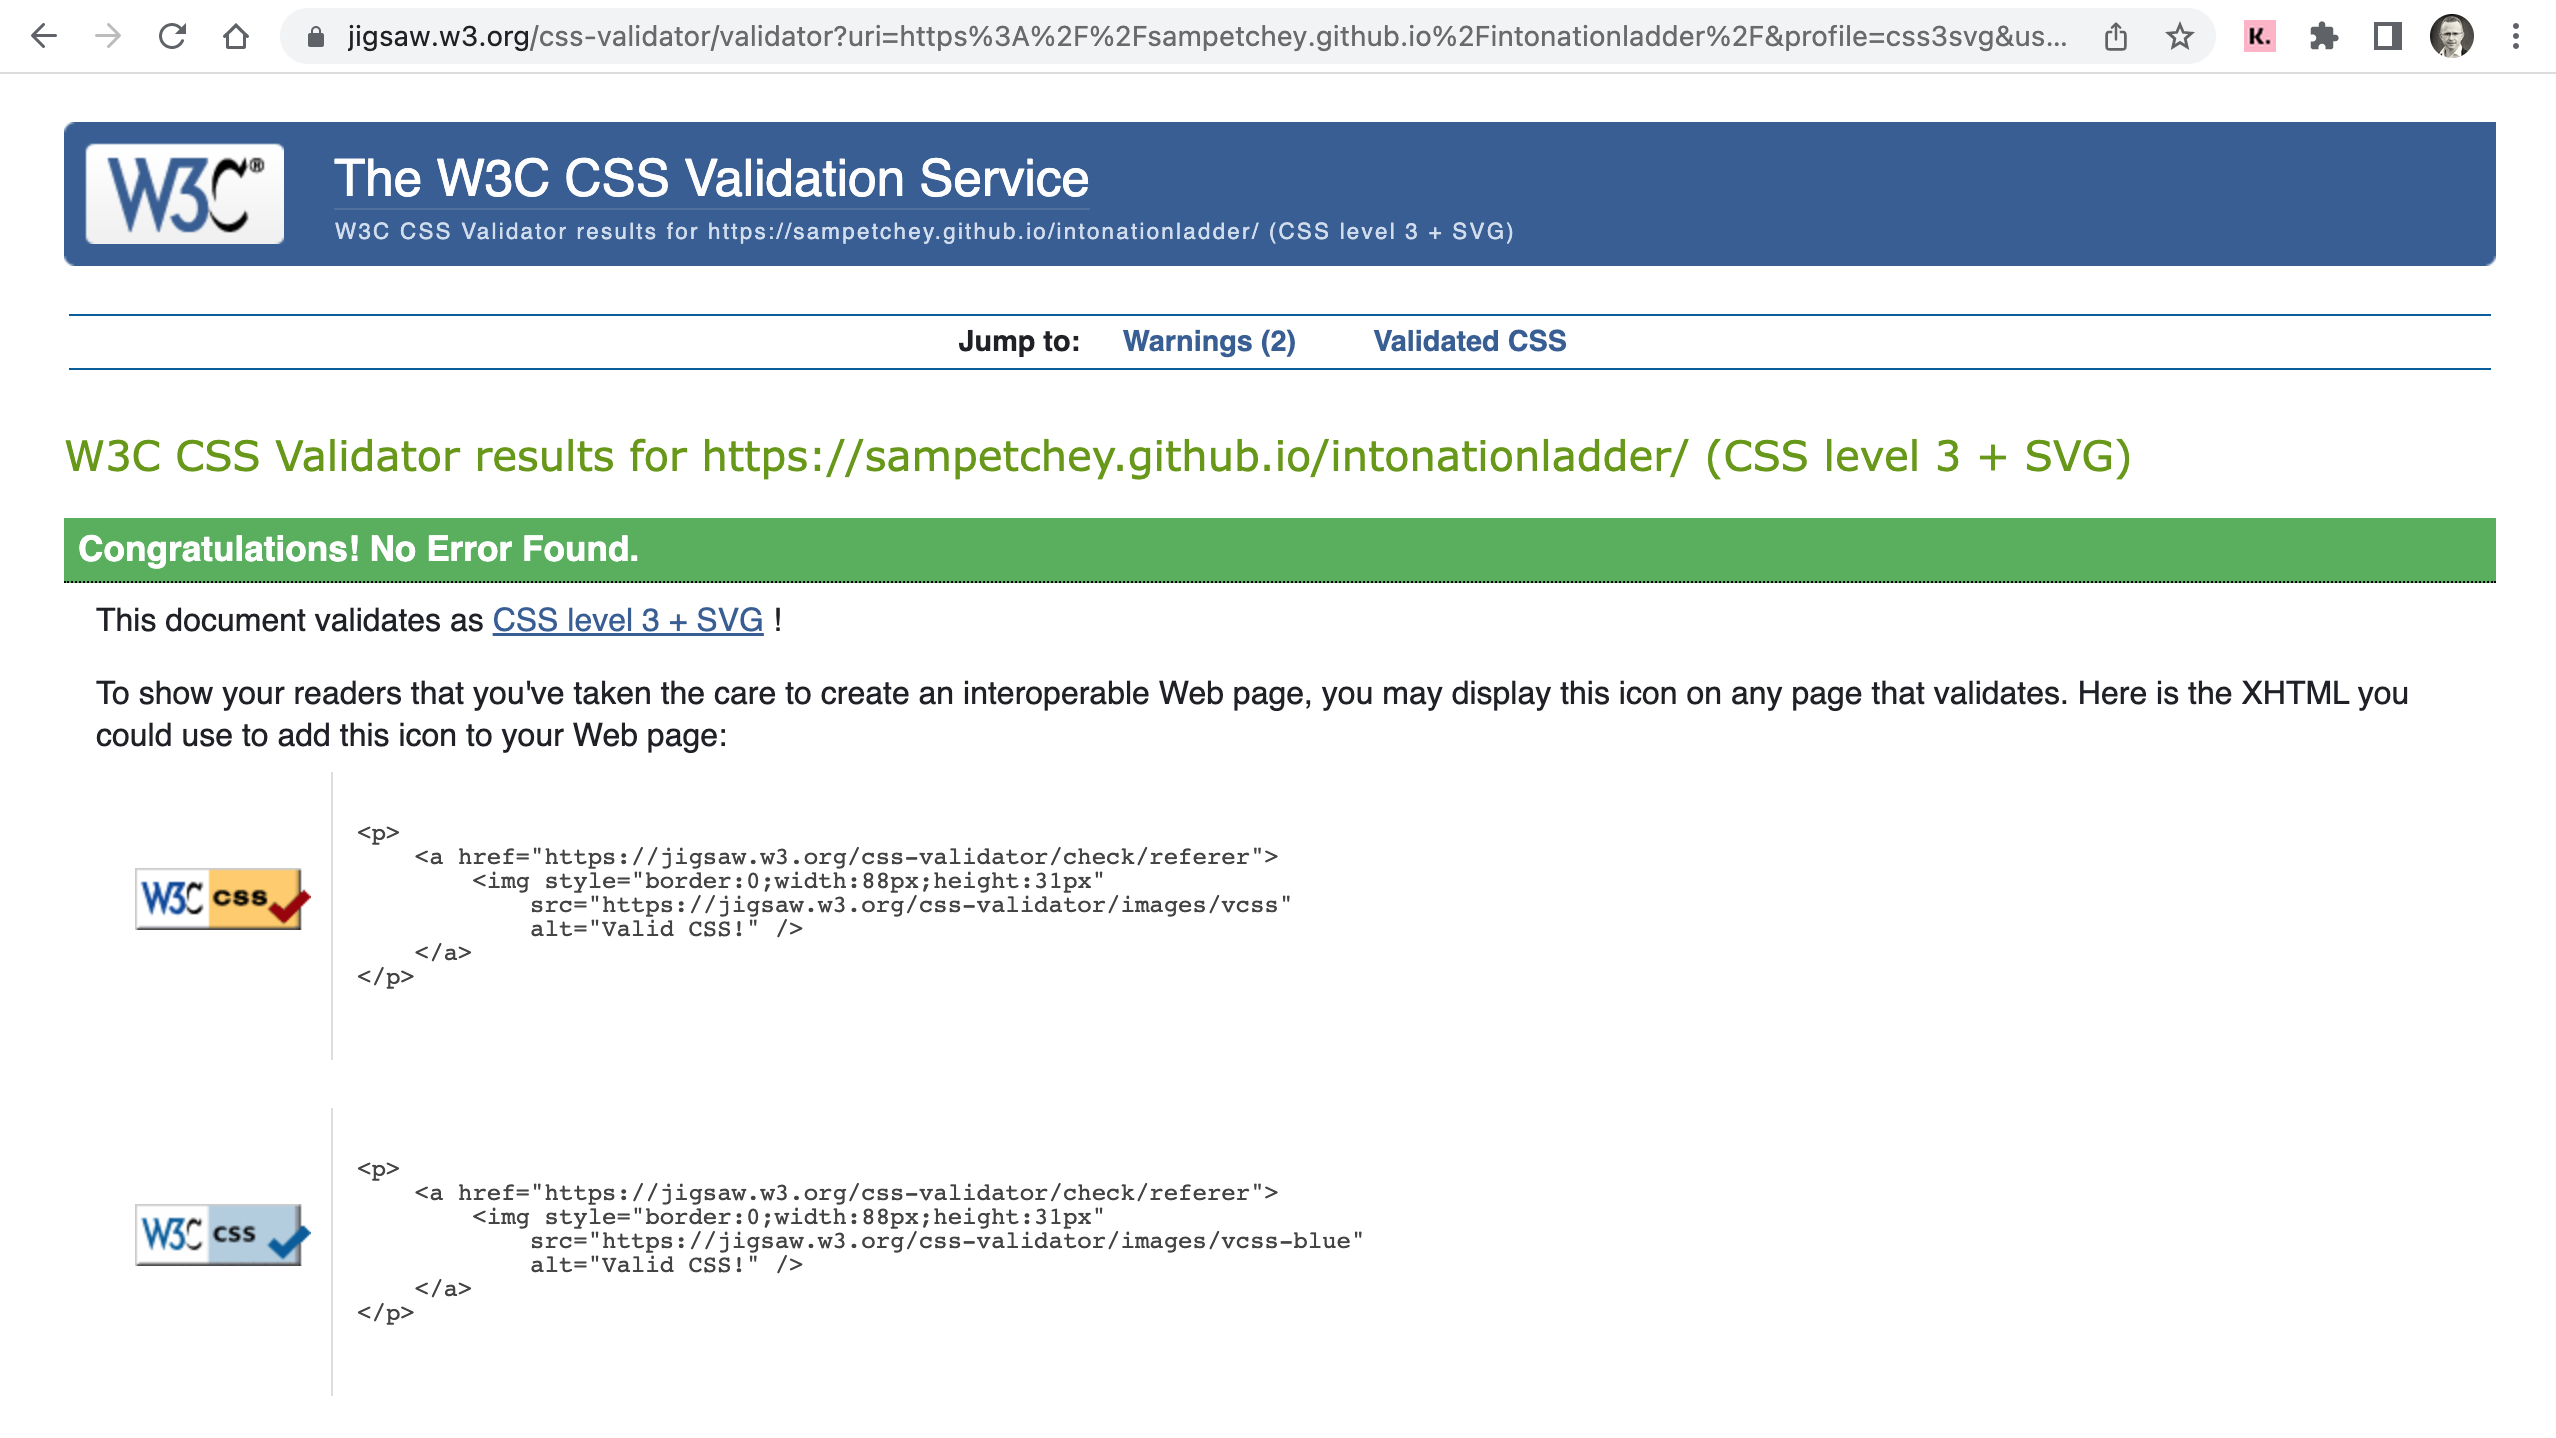 jigsaw.w3.org/css-validator/validator?uri=https%3A%2F%2Fsampetchey.github.io%2Fintonationladder%2F&profile=css3svg&us...
K.
W3C®
The W3C CSS Validation Service
W3C CSS Validator results for https://sampetchey.github.io/intonationladder/ (CSS level 3 + SVG)
Jump to: Warnings (2) Validated CSS
W3C CSS Validator results for https://sampetchey.github.io/intonationladder/ (CSS level 3 + SVG)
Congratulations! No Error Found.
This document validates as CSS level 3 + SVG !
To show your readers that you've taken the care to create an interoperable Web page, you may display this icon on any page that validates. Here is the XHTML you
could use to add this icon to your Web page:
W3C css
<p>
<a href="https://jigsaw.w3.org/css-validator/check/referer">
<img style="border:0;width:88px;height:31px"
src="https://jigsaw.w3.org/css-validator/images/vcss"
alt="Valid CSS!" />
</a>
</p>
W3C css
<p>
<a href="https://jigsaw.w3.org/css-validator/check/referer">
<img style="border:0;width:88px;height:31px"
src="https://jigsaw.w3.org/css-validator/images/vcss-blue"
alt="Valid CSS!" />
</a>
</p>